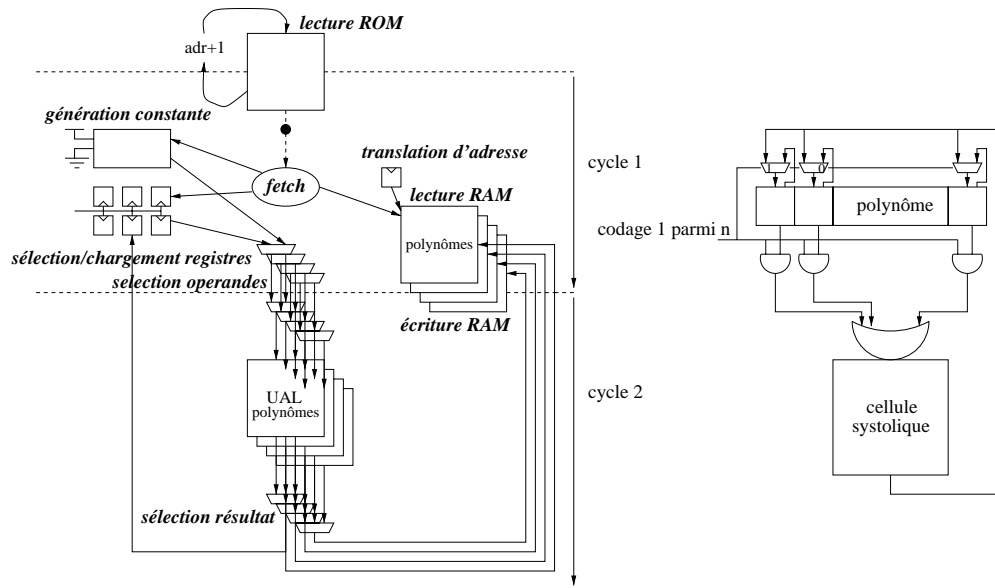 lecture ROM
adr+1
génération constante
translation d'adresse
cycle 1
fetch
lecture RAM
polynômes
polynôme
codage 1 parmi n
sélection/chargement registres
selection operandes
écriture RAM
cycle 2
UAL
polynômes
cellule
systolique
sélection résultat